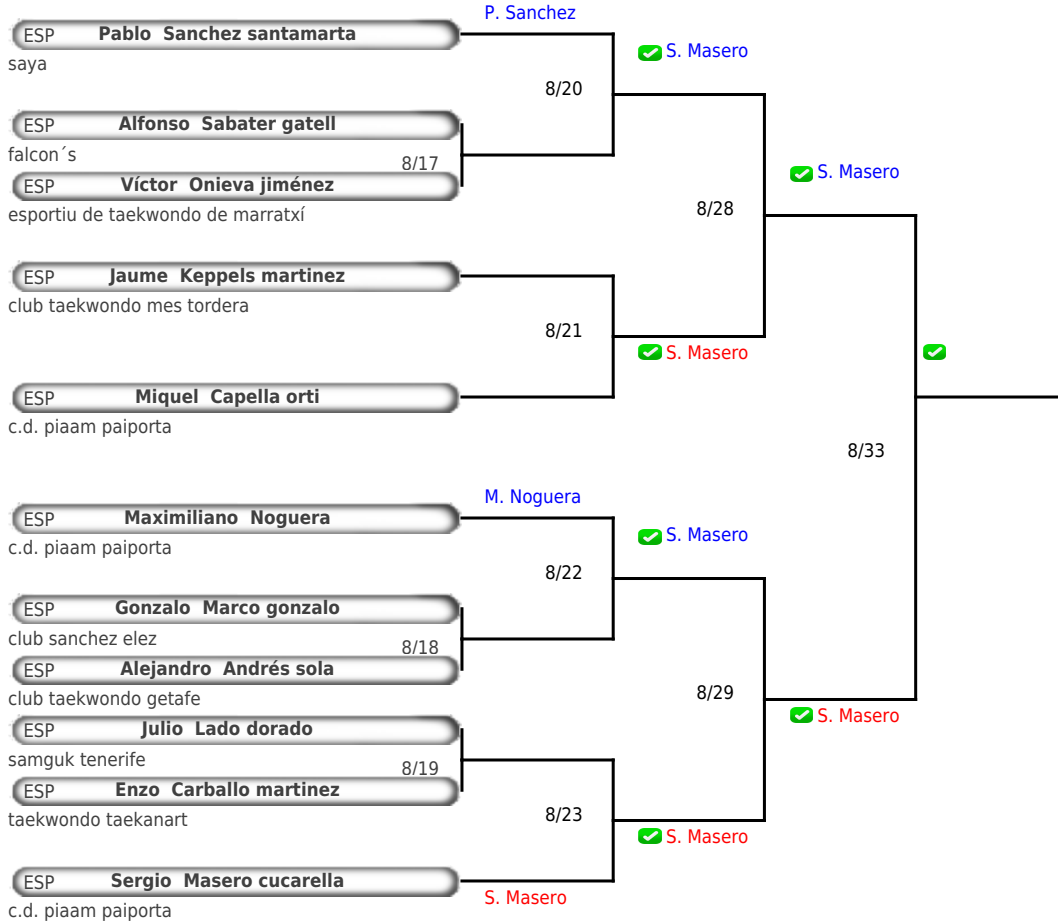 P. Sanchez
ESP Pablo Sanchez santamarta
saya
S. Masero
8/20
ESP Alfonso Sabater gatell
falcon´s
8/17
ESP Víctor Onieva jiménez
esportiu de taekwondo de marratxí
S. Masero
8/28
ESP Jaume Keppels martinez
club taekwondo mes tordera
8/21
S. Masero
ESP Miquel Capella orti
c.d. piaam paiporta
8/33
M. Noguera
ESP Maximiliano Noguera
c.d. piaam paiporta
S. Masero
8/22
ESP Gonzalo Marco gonzalo
club sanchez elez
8/18
ESP Alejandro Andrés sola
club taekwondo getafe
8/29
S. Masero
ESP Julio Lado dorado
samguk tenerife
8/19
ESP Enzo Carballo martinez
taekwondo taekanart
8/23
S. Masero
ESP Sergio Masero cucarella
S. Masero
c.d. piaam paiporta